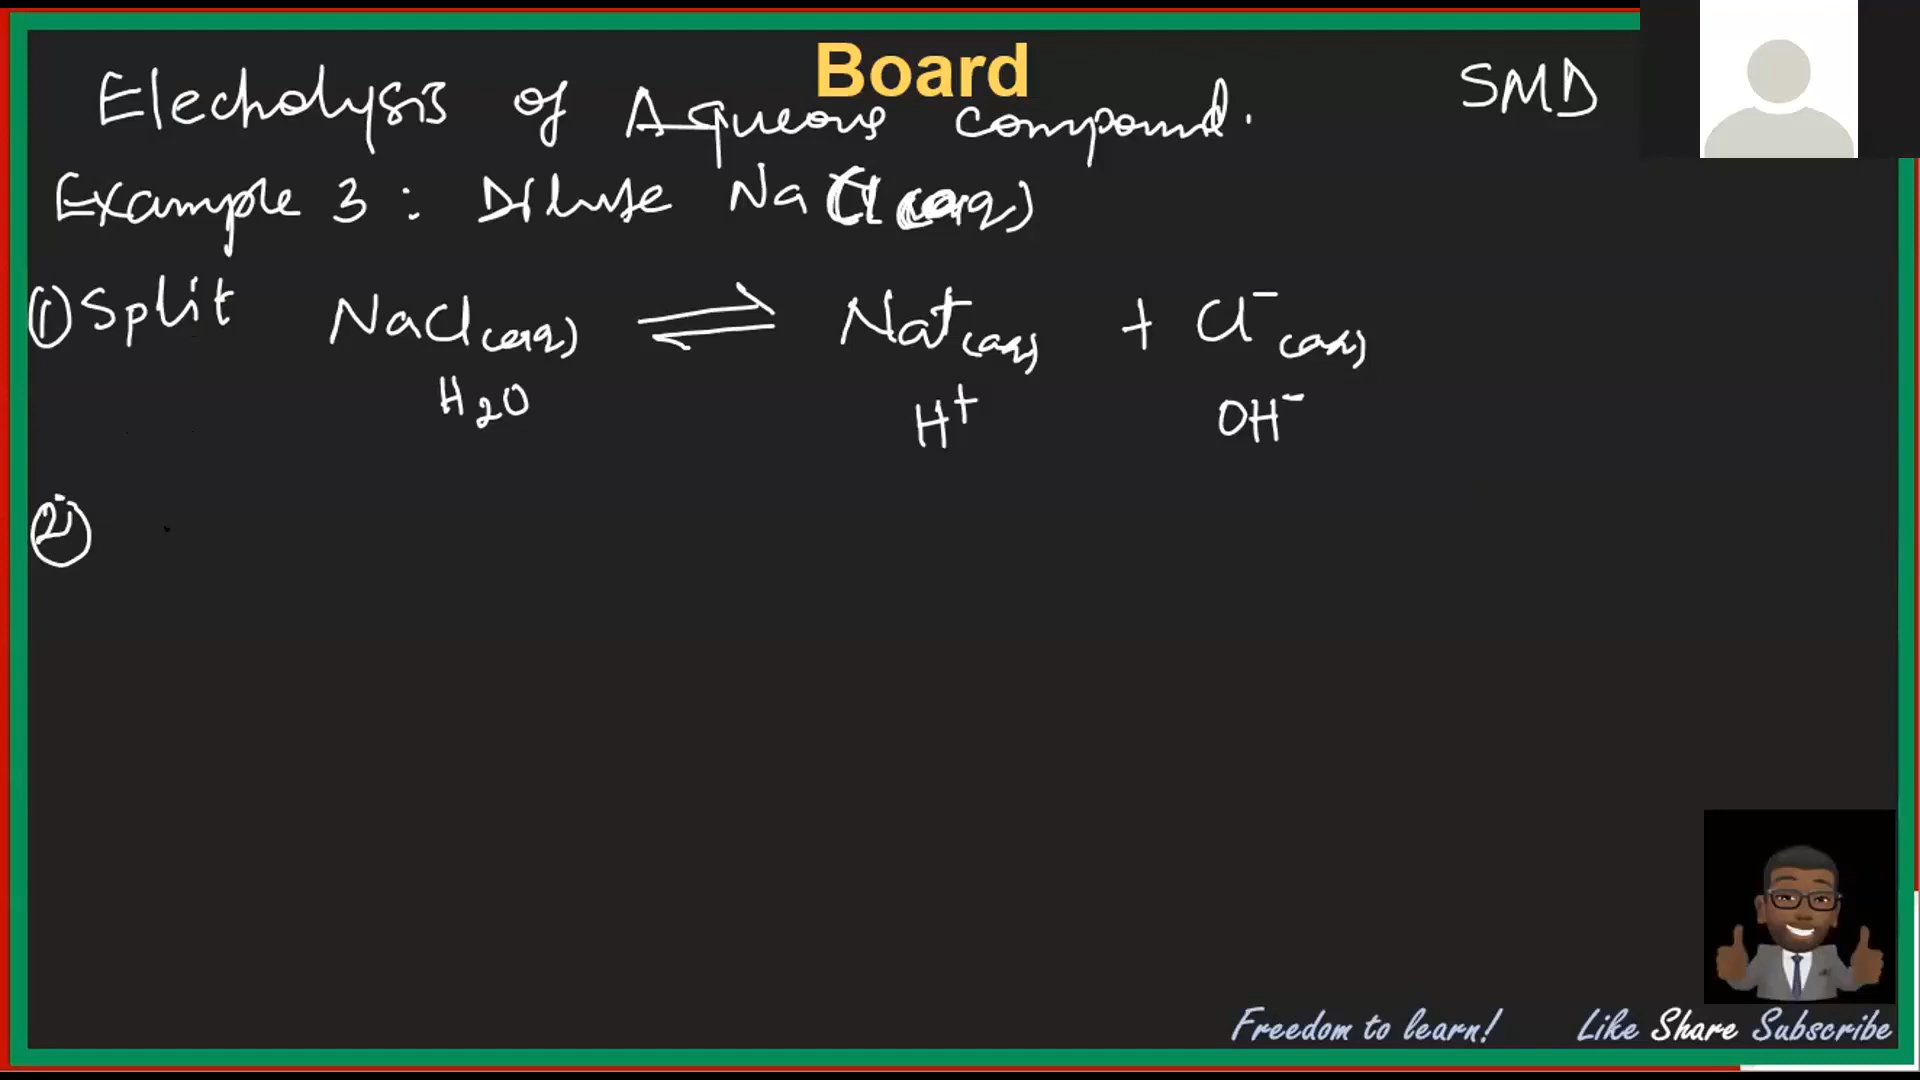 Board
Electrolysis of Aqueous compound. SMD
Example 3: Dilute NaCl(aq)
① Split NaCl(aq) ⇌ Na+(aq) + Cl-(aq)
H2O H+ OH-
②
Freedom to learn! Like Share Subscribe